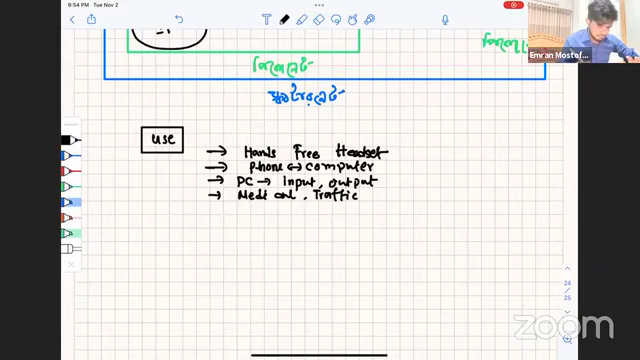 9:54 PM Tue Nov 2
Emran Mostof...
পিকোনেট
স্ক্যাটারনেট
use
→ Hands Free Headset
→ Phone ↔ computer
→ PC → input, output
→ Medical, Traffic
24
/
25
zoom